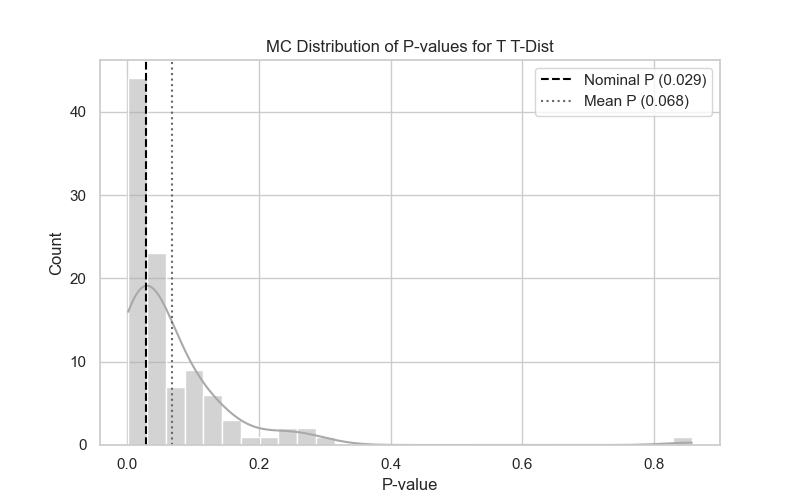 MC Distribution of P-values for T T-Dist
Nominal P (0.029)
Mean P (0.068)
Count
40
30
20
10
0
0.0 0.2 0.4 0.6 0.8
P-value